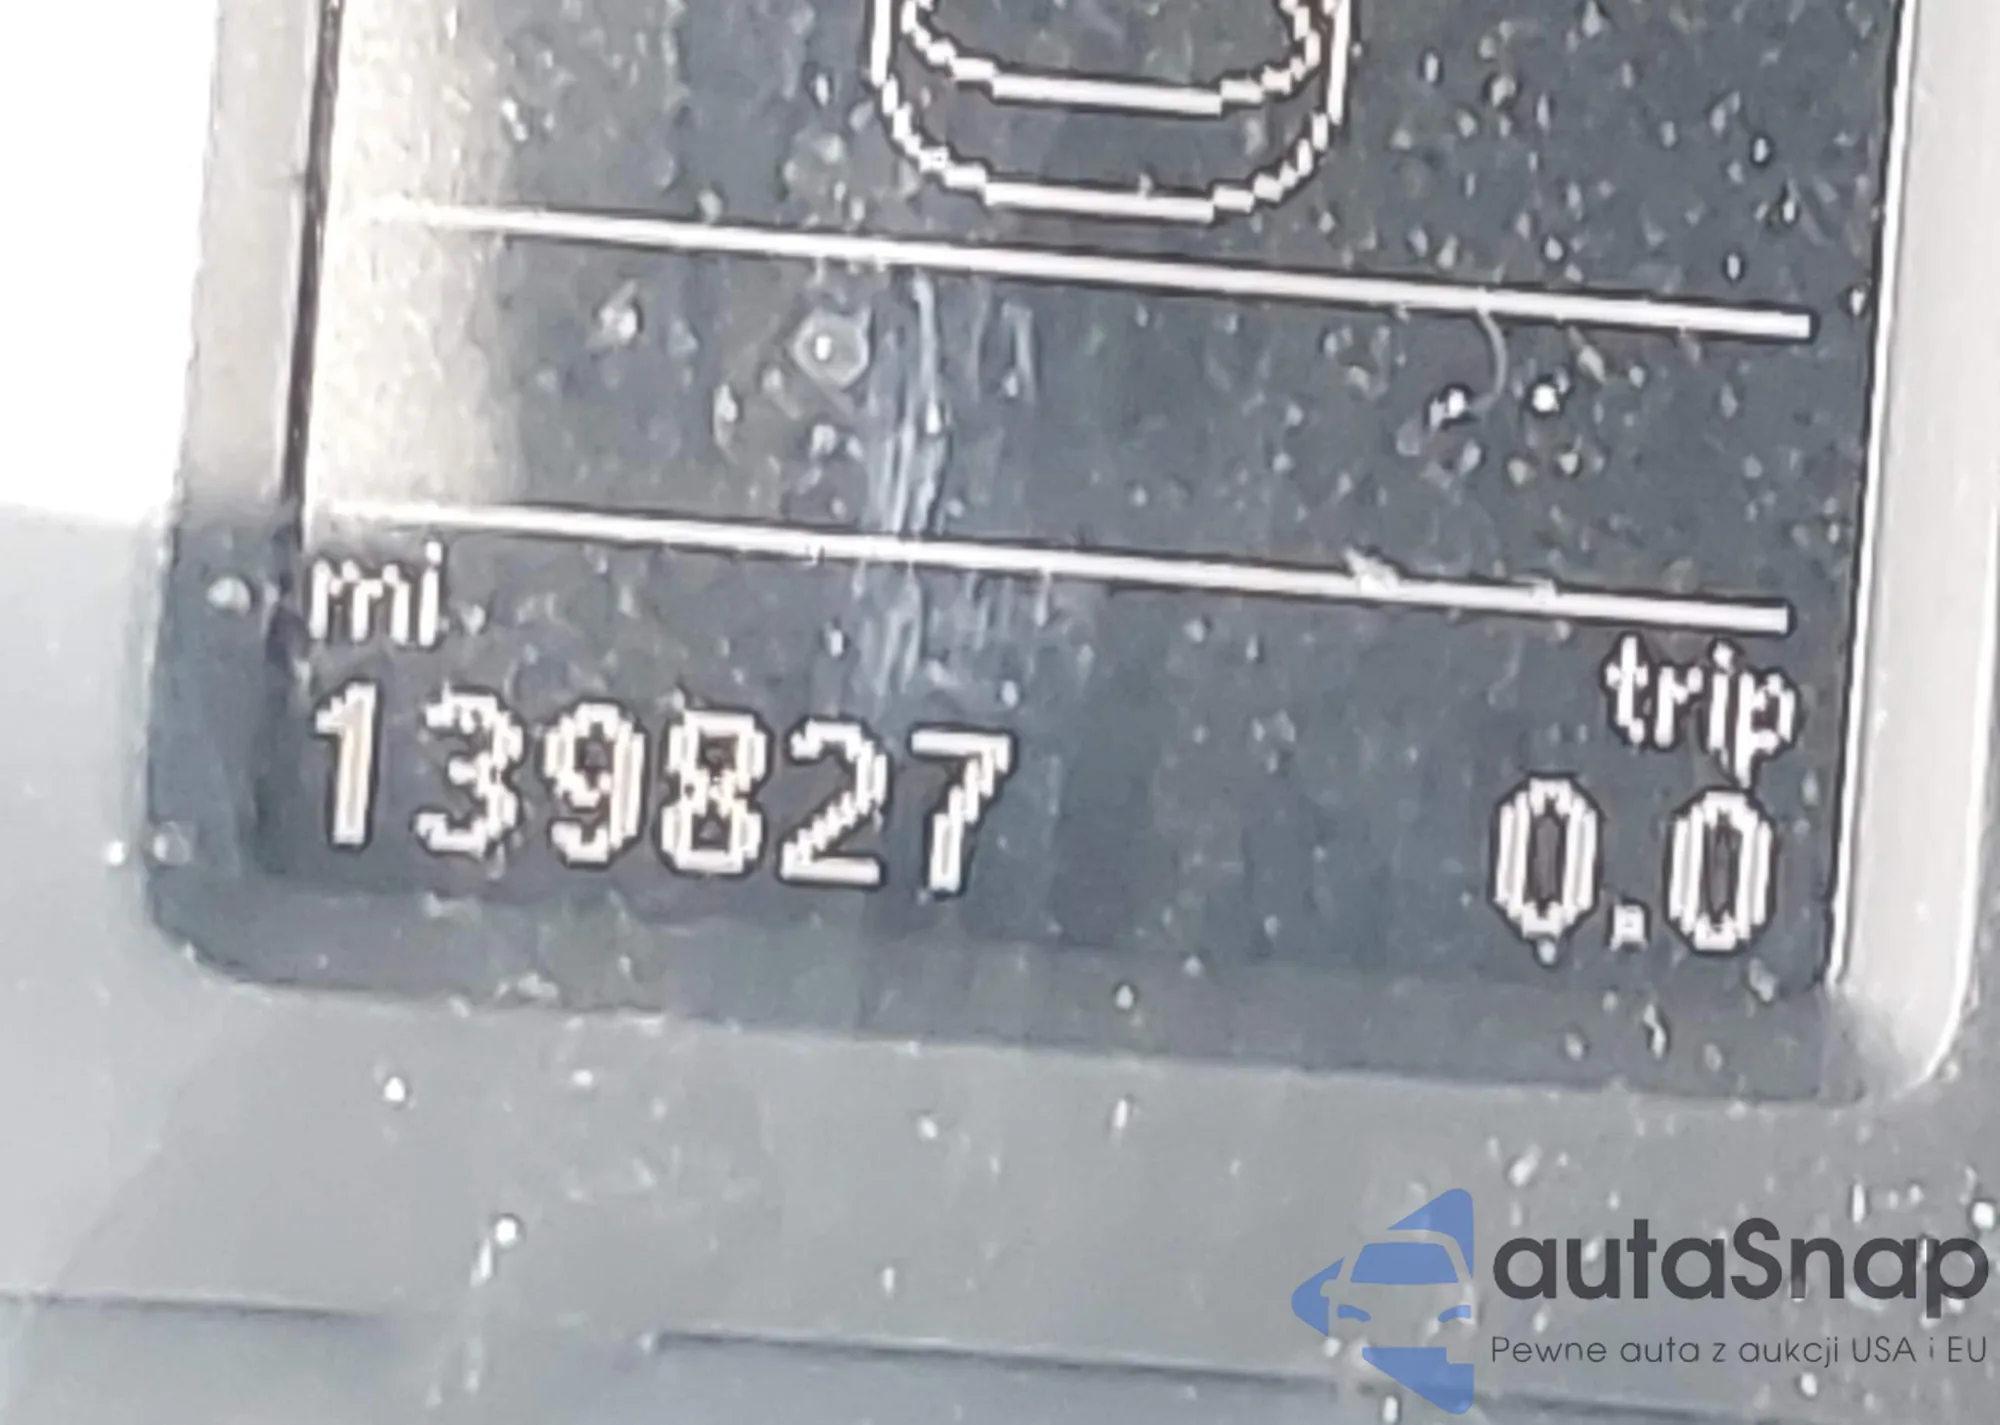 mi
trip
139827
0.0
autaSnap
Pewne auta z aukcji USA i EU